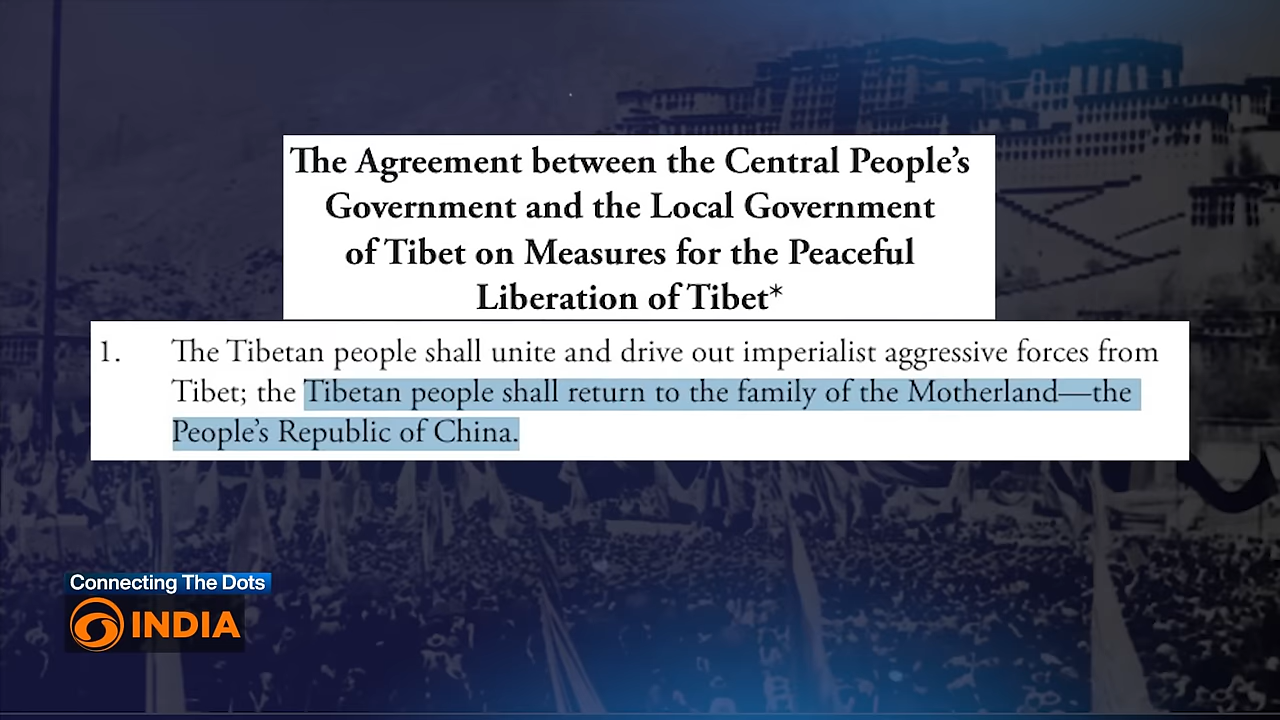 The Agreement between the Central People's
Government and the Local Government
of Tibet on Measures for the Peaceful
Liberation of Tibet*
1. The Tibetan people shall unite and drive out imperialist aggressive forces from
Tibet; the Tibetan people shall return to the family of the Motherland—the
People's Republic of China.
Connecting The Dots
INDIA